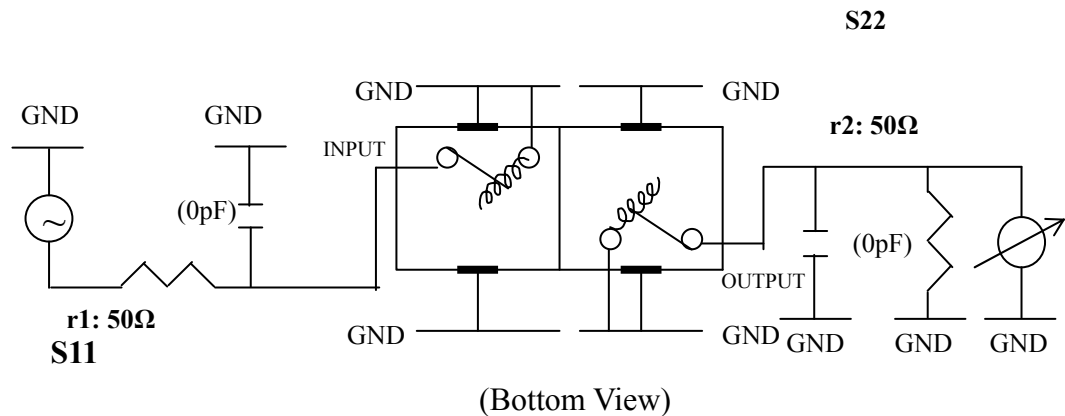 S22
GND
GND
GND
GND
r2: 50Ω
INPUT
(0pF)
(0pF)
~
OUTPUT
r1: 50Ω
GND
GND
GND
GND
GND
S11
(Bottom View)